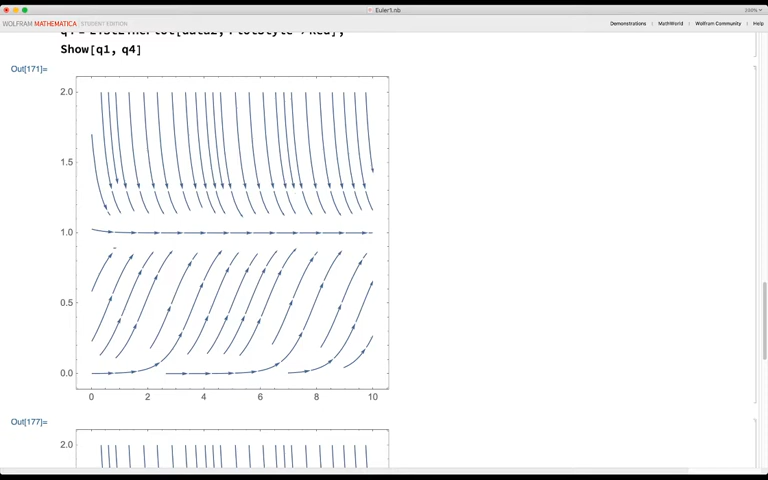 Euler1.nb
200%
WOLFRAM MATHEMATICA STUDENT EDITION
Demonstrations | MathWorld | Wolfram Community | Help
Show[q1, q4]
Out[171]=
2.0
1.5
1.0
0.5
0.0
0 2 4 6 8 10
Out[177]=
2.0